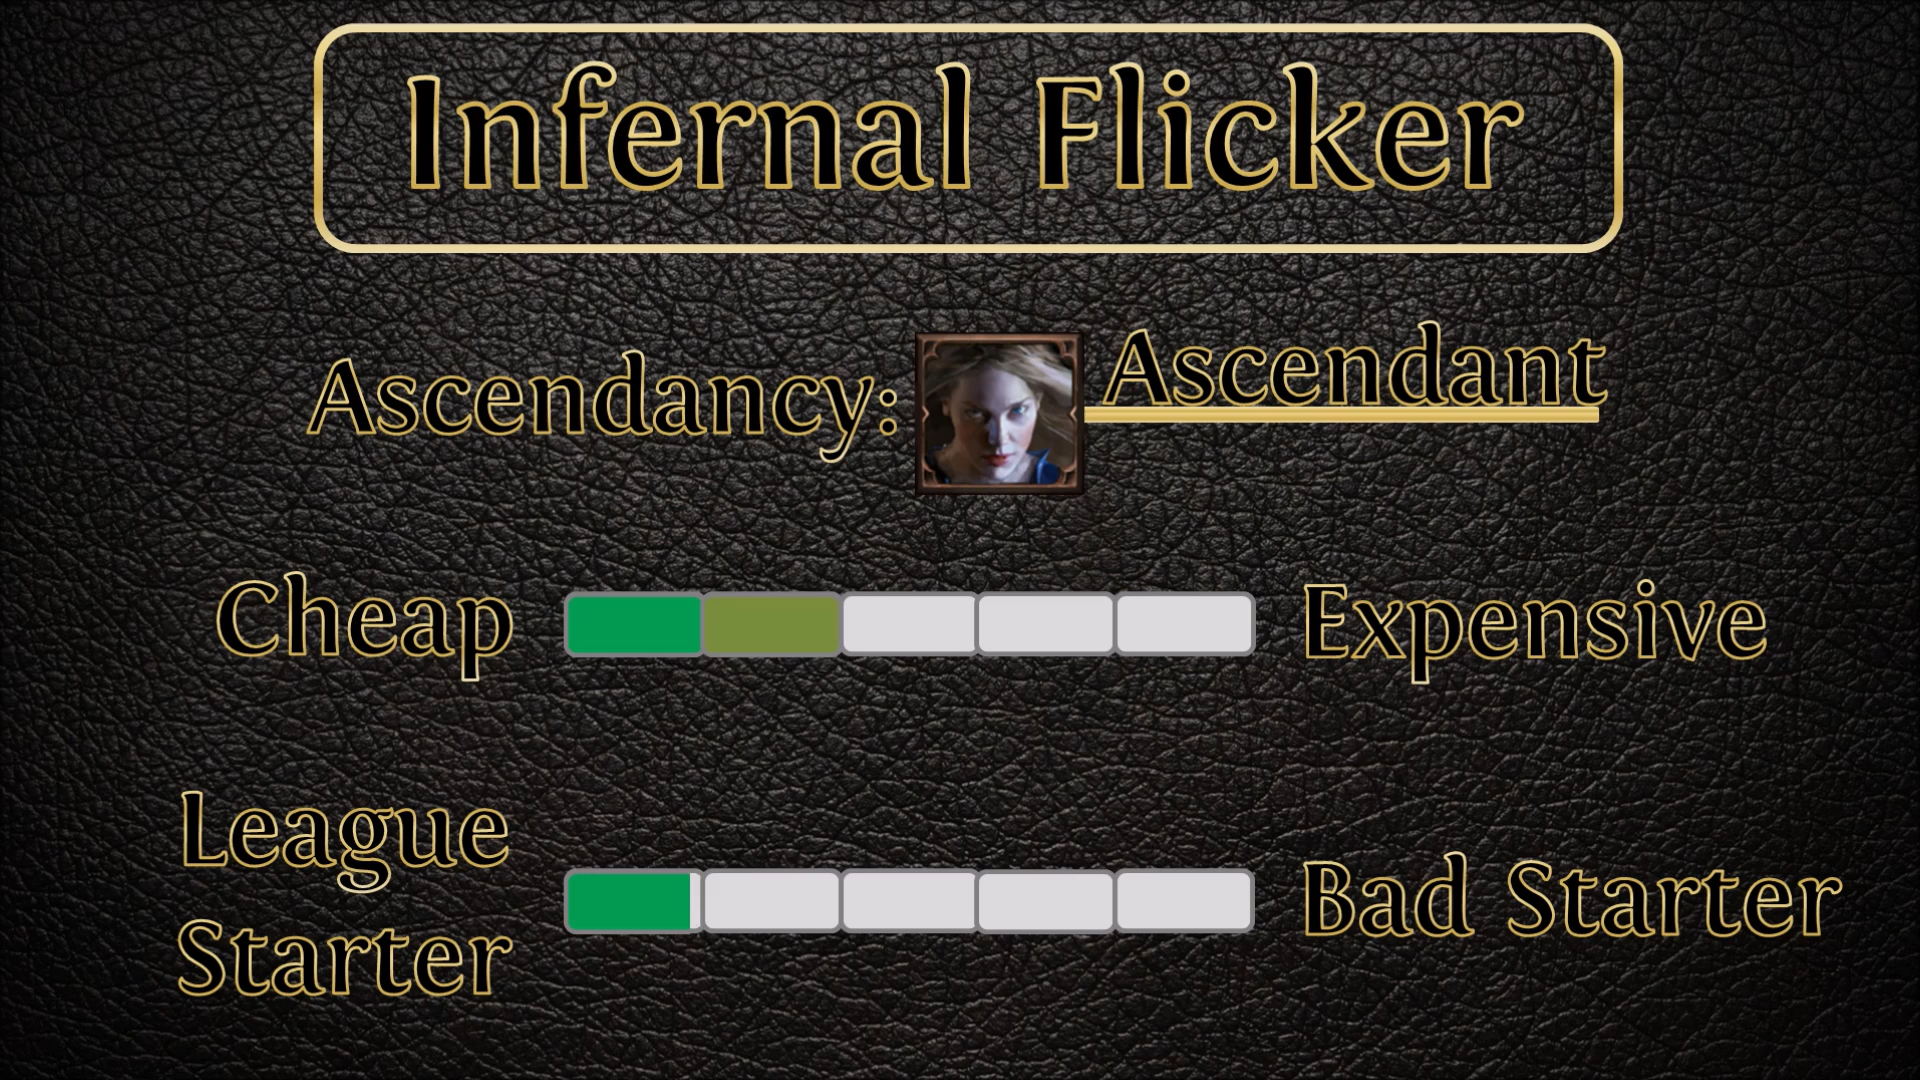 Infernal Flicker
Ascendancy: Ascendant
Cheap Expensive
League
Starter
Bad Starter